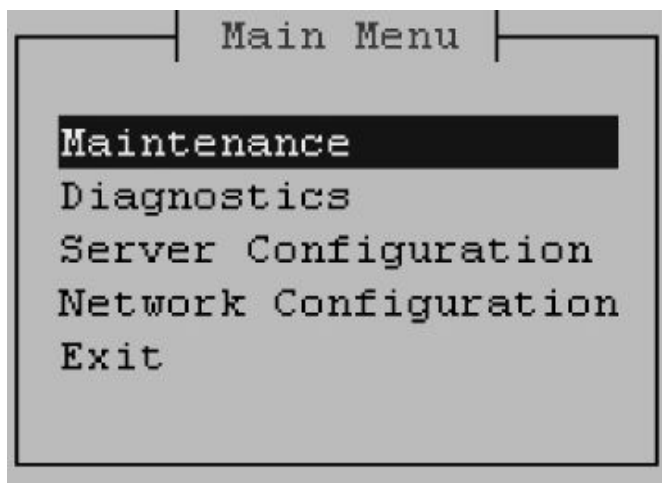 Main Menu
Maintenance
Diagnostics
Server Configuration
Network Configuration
Exit